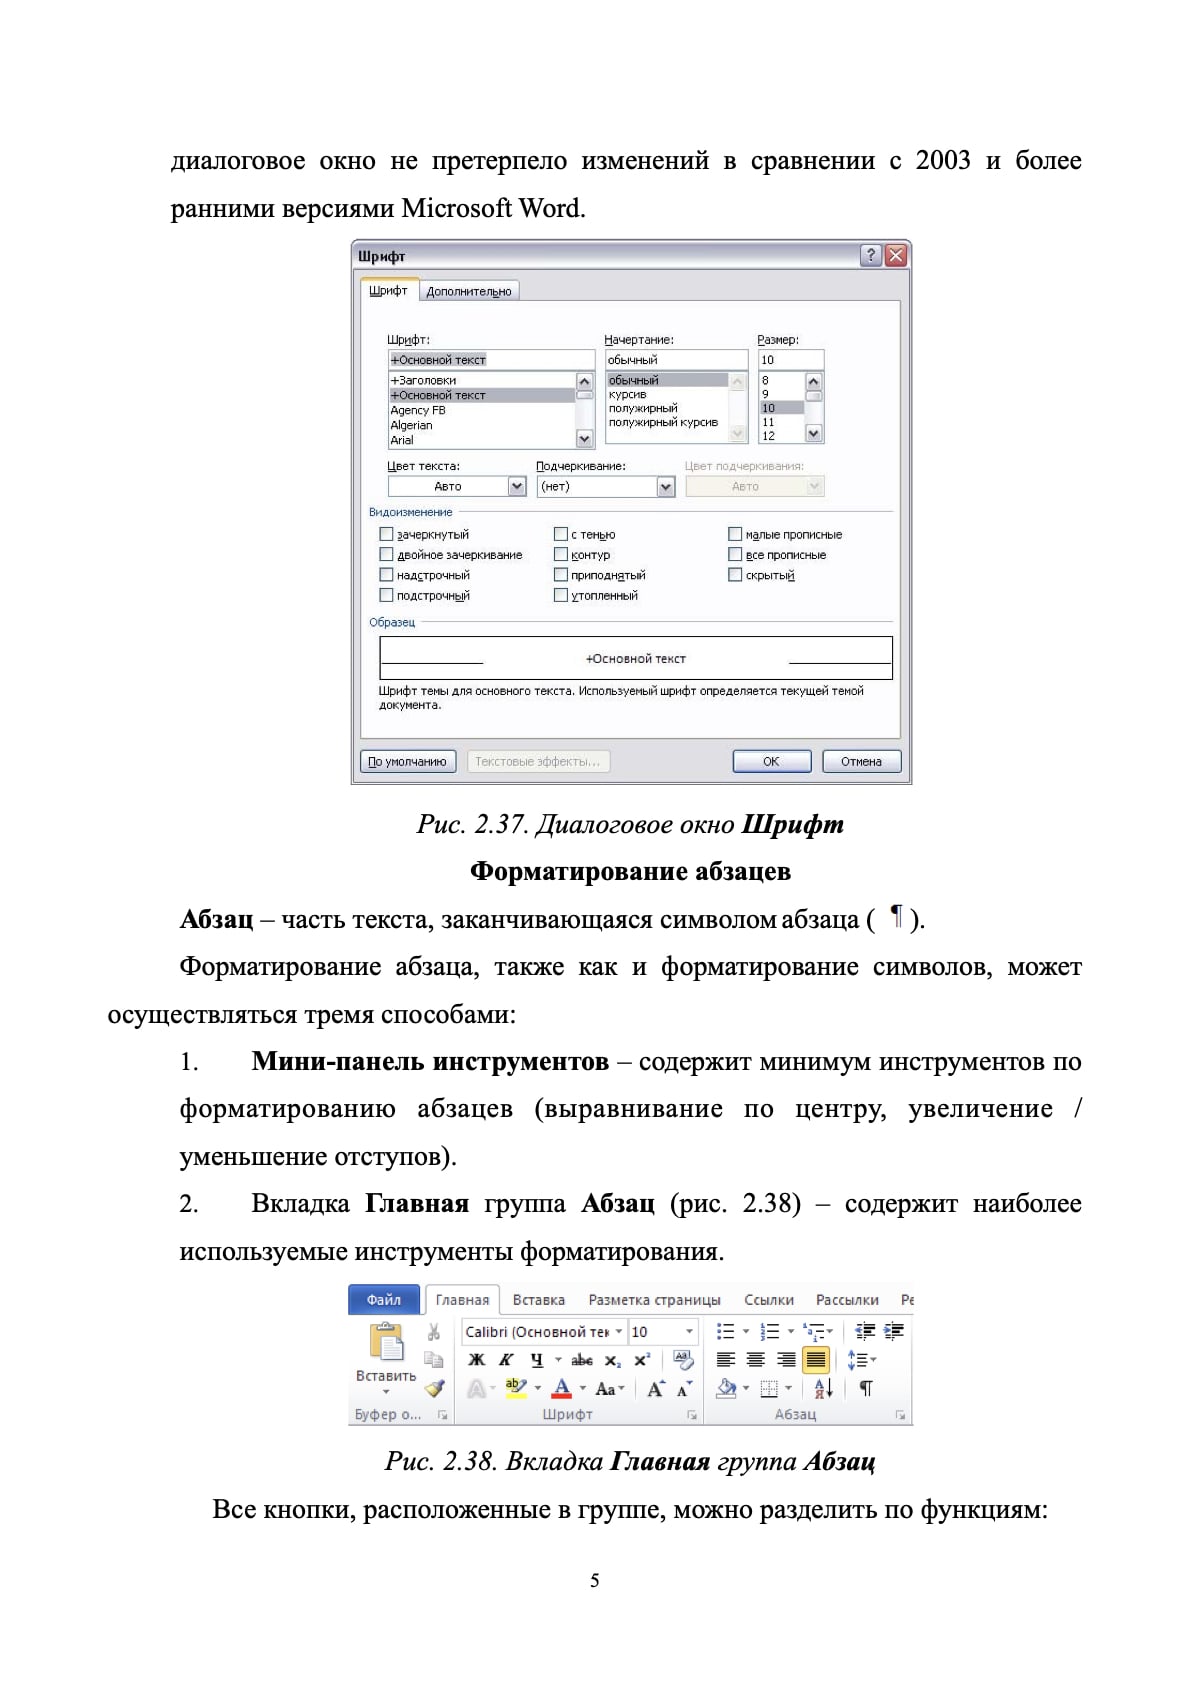 диалоговое окно не претерпело изменений в сравнении с 2003 и более
ранними версиями Microsoft Word.
Шрифт
Шрифт Дополнительно
Шрифт: Начертание: Размер:
+Основной текст обычный 10
+Заголовки обычный 8
+Основной текст курсив 9
Agency FB полужирный 10
Algerian полужирный курсив 11
Arial 12
Цвет текста: Подчеркивание: Цвет подчеркивания:
Авто (нет) Авто
Видоизменение
зачеркнутый с тенью малые прописные
двойное зачеркивание контур все прописные
надстрочный приподнятый скрытый
подстрочный утопленный
Образец
+Основной текст
Шрифт темы для основного текста. Используемый шрифт определяется текущей темой
документа.
По умолчанию Текстовые эффекты... ОК Отмена
Рис. 2.37. Диалоговое окно Шрифт
Форматирование абзацев
Абзац – часть текста, заканчивающаяся символом абзаца ( ¶ ).
Форматирование абзаца, также как и форматирование символов, может
осуществляться тремя способами:
1. Мини-панель инструментов – содержит минимум инструментов по
форматированию абзацев (выравнивание по центру, увеличение /
уменьшение отступов).
2. Вкладка Главная группа Абзац (рис. 2.38) – содержит наиболее
используемые инструменты форматирования.
Файл Главная Вставка Разметка страницы Ссылки Рассылки Ре
Calibri (Основной тек 10
Вставить Ж К Ч abc x₂ x² Aa
A ab A Aa A A А Я ¶
Буфер о... Шрифт Абзац
Рис. 2.38. Вкладка Главная группа Абзац
Все кнопки, расположенные в группе, можно разделить по функциям:
5